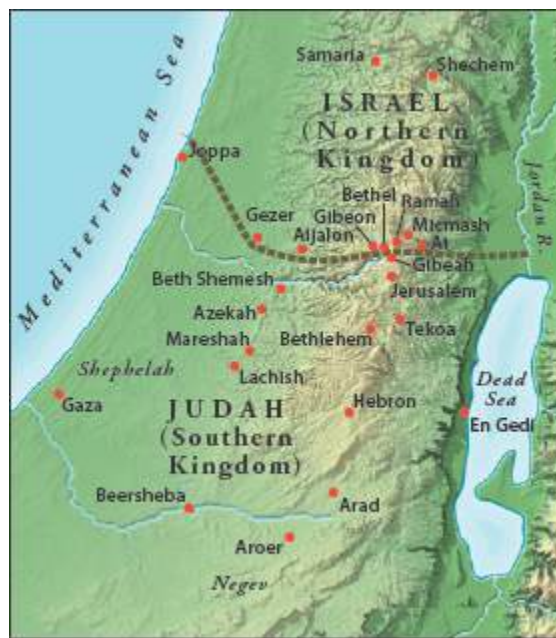 Samaria
Shechem
ISRAEL
(Northern
Kingdom)
Mediterranean Sea
Joppa
Jordan R.
Bethel
Ramah
Gezer
Gibeon
Micmash
Aijalon
Ai
Gibeah
Beth Shemesh
Jerusalem
Azekah
Mareshah
Bethlehem
Tekoa
Shephelah
Lachish
Dead
Sea
Gaza
JUDAH
(Southern
Kingdom)
Hebron
En Gedi
Beersheba
Arad
Aroer
Negev